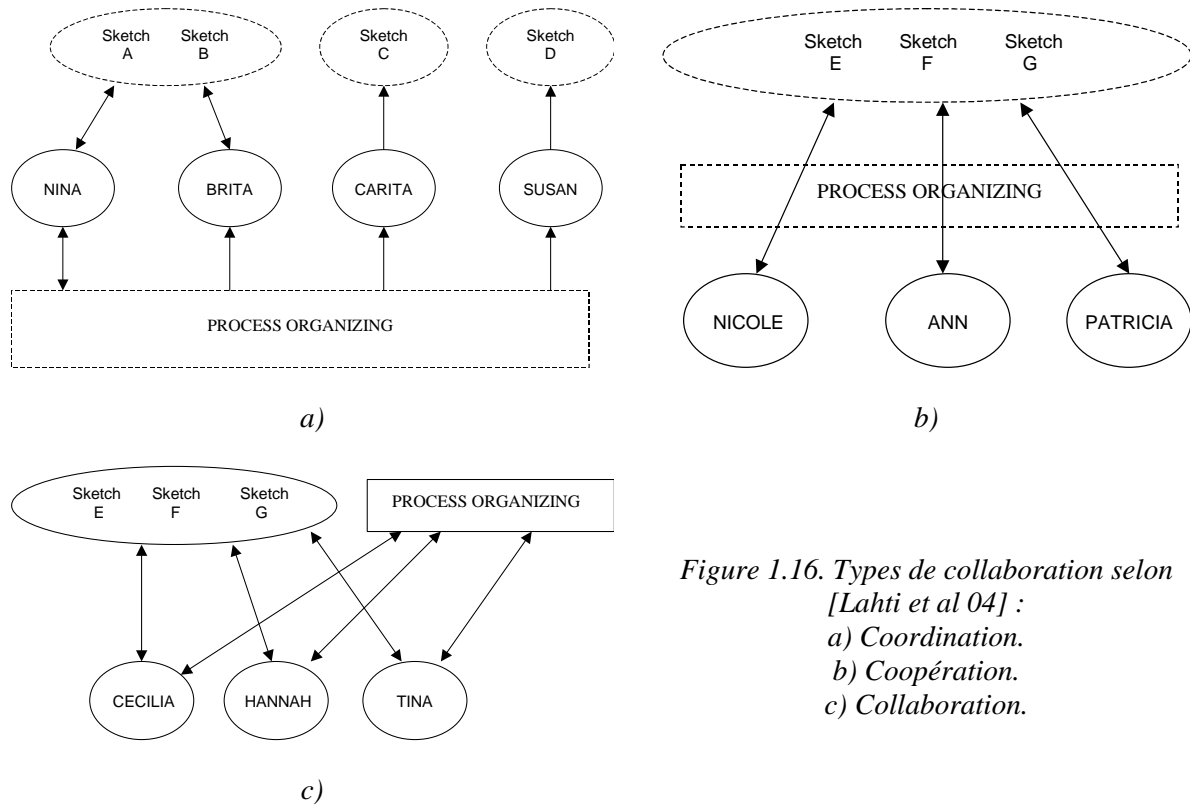 Sketch A
Sketch B
Sketch C
Sketch D
NINA
BRITA
CARITA
SUSAN
PROCESS ORGANIZING
a)
Sketch E
Sketch F
Sketch G
PROCESS ORGANIZING
NICOLE
ANN
PATRICIA
b)
Sketch E
Sketch F
Sketch G
PROCESS ORGANIZING
CECILIA
HANNAH
TINA
c)
Figure 1.16. Types de collaboration selon
[Lahti et al 04] :
a) Coordination.
b) Coopération.
c) Collaboration.